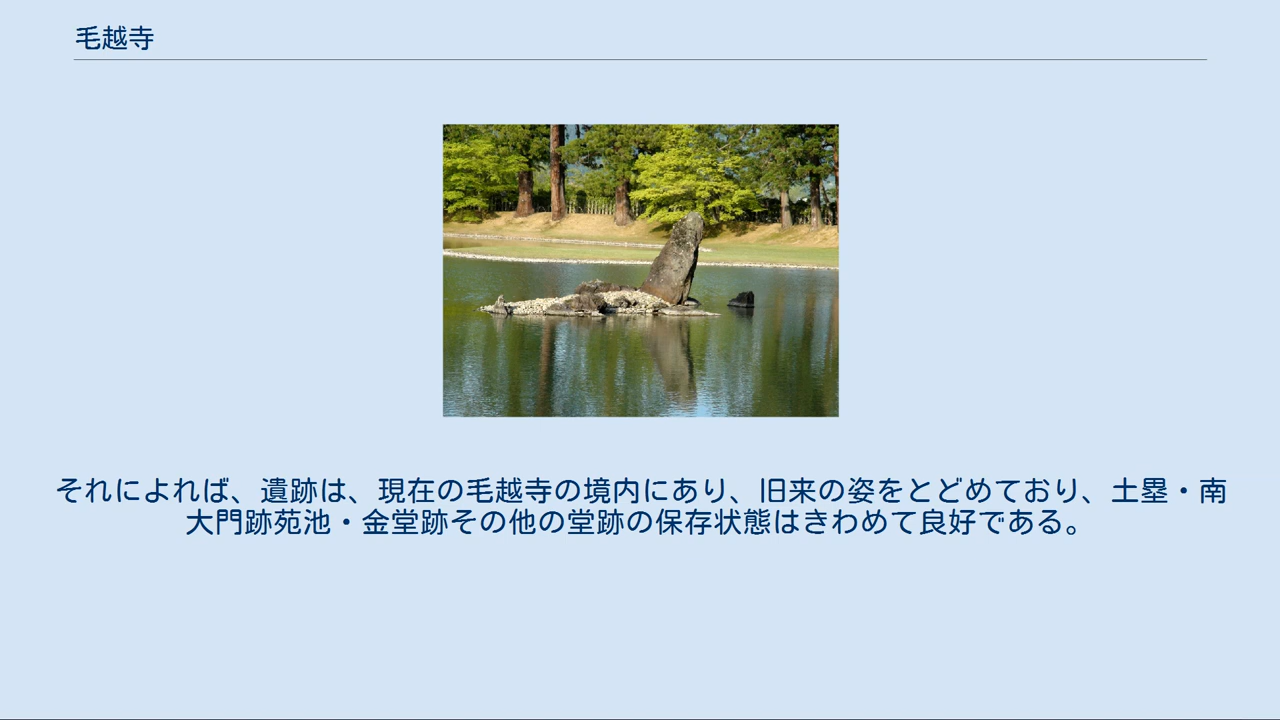 毛越寺
それによれば、遺跡は、現在の毛越寺の境内にあり、旧来の姿をとどめており、土塁・南
大門跡苑池・金堂跡その他の堂跡の保存状態はきわめて良好である。